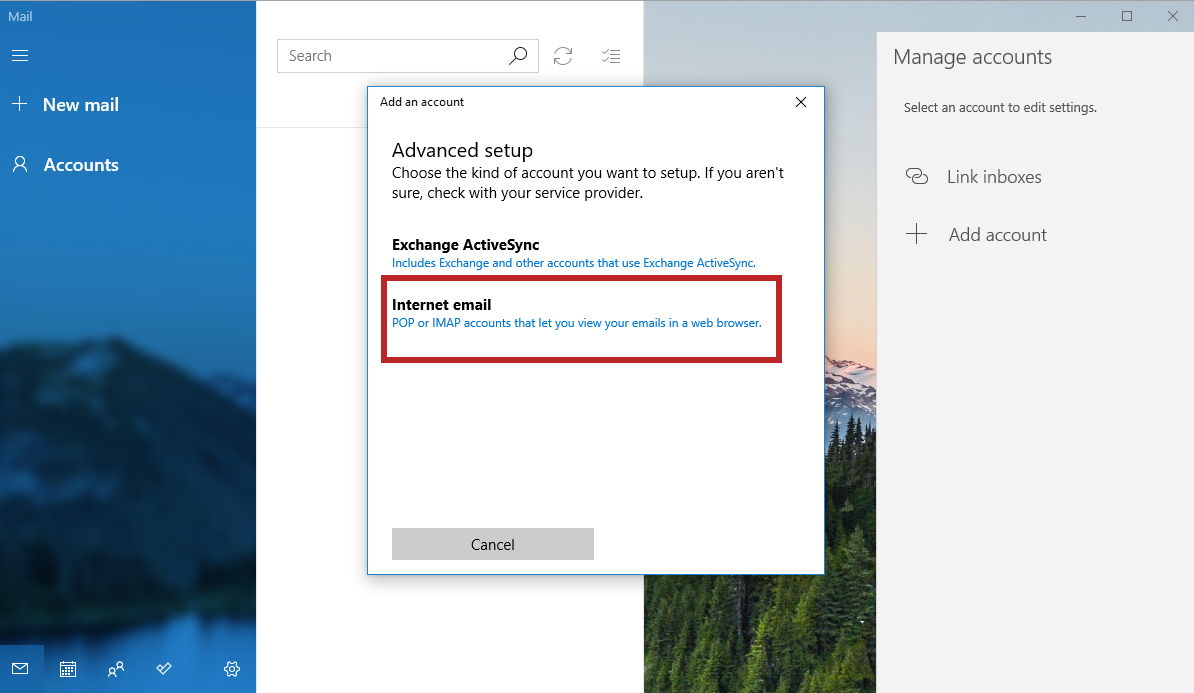 Mail
New mail
Accounts
Search
Add an account
Advanced setup
Choose the kind of account you want to setup. If you aren't
sure, check with your service provider.
Exchange ActiveSync
Includes Exchange and other accounts that use Exchange ActiveSync.
Internet email
POP or IMAP accounts that let you view your emails in a web browser.
Cancel
Manage accounts
Select an account to edit settings.
Link inboxes
Add account